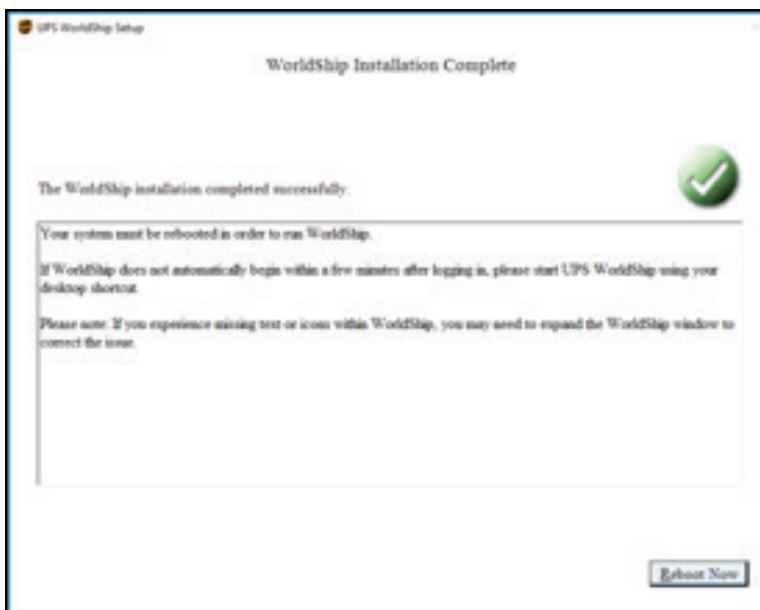 UPS WorldShip Setup
WorldShip Installation Complete
The WorldShip installation completed successfully.
Your system must be rebooted in order to run WorldShip.
If WorldShip does not automatically begin within a few minutes after logging in, please start UPS WorldShip using your
desktop shortcut.
Please note: If you experience missing text or icons within WorldShip, you may need to expand the WorldShip window to
correct the issue.
Reboot Now